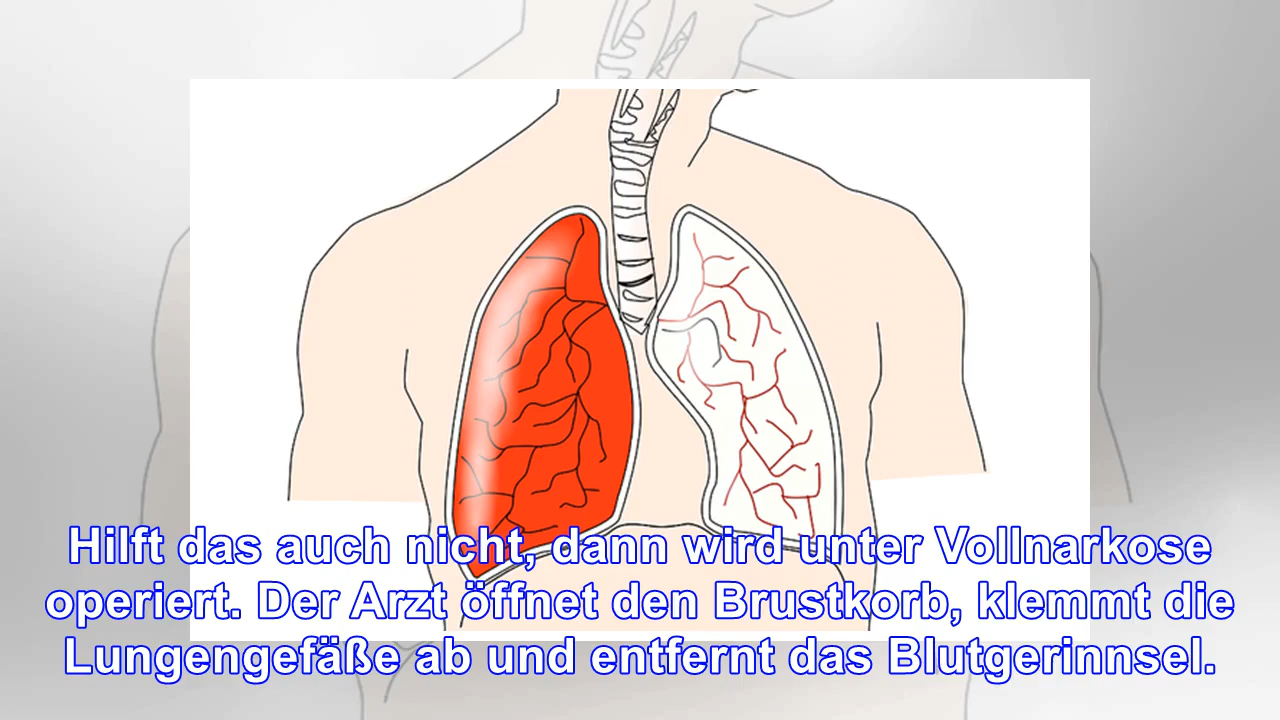 Hilft das auch nicht, dann wird unter Vollnarkose
operiert. Der Arzt öffnet den Brustkorb, klemmt die
Lungengefäße ab und entfernt das Blutgerinnsel.